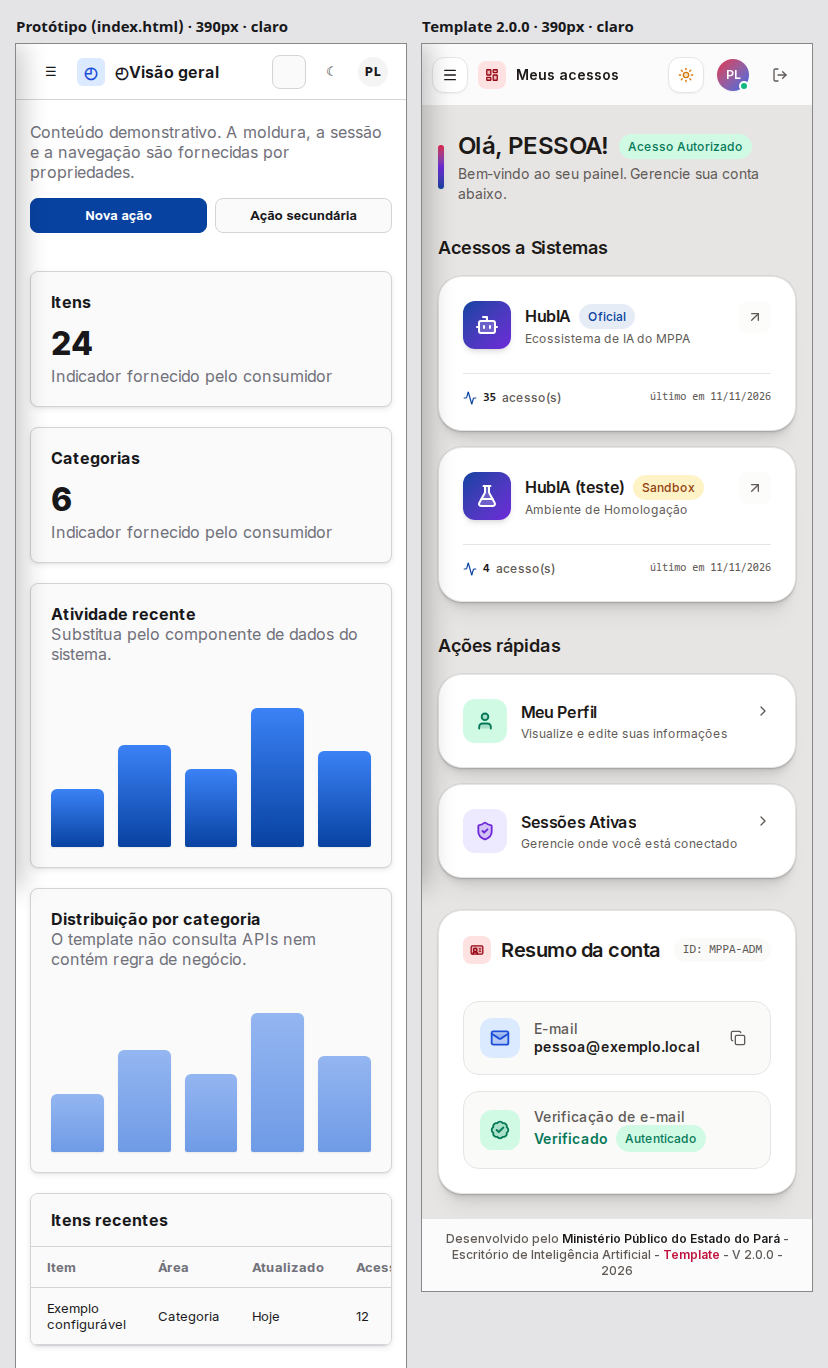 Protótipo (index.html) · 390px · claro
☰ ◴ ◴Visão geral ☾ PL
Conteúdo demonstrativo. A moldura, a sessão
e a navegação são fornecidas por
propriedades.
Nova ação Ação secundária
Itens
24
Indicador fornecido pelo consumidor
Categorias
6
Indicador fornecido pelo consumidor
Atividade recente
Substitua pelo componente de dados do
sistema.
Distribuição por categoria
O template não consulta APIs nem
contém regra de negócio.
Itens recentes
Item Área Atualizado Aces
Exemplo
configurável Categoria Hoje 12
Template 2.0.0 · 390px · claro
Meus acessos PL
Olá, PESSOA! Acesso Autorizado
Bem-vindo ao seu painel. Gerencie sua conta
abaixo.
Acessos a Sistemas
HubIA Oficial
Ecossistema de IA do MPPA
35 acesso(s) último em 11/11/2026
HubIA (teste) Sandbox
Ambiente de Homologação
4 acesso(s) último em 11/11/2026
Ações rápidas
Meu Perfil
Visualize e edite suas informações
Sessões Ativas
Gerencie onde você está conectado
Resumo da conta ID: MPPA-ADM
E-mail
pessoa@exemplo.local
Verificação de e-mail
Verificado Autenticado
Desenvolvido pelo Ministério Público do Estado do Pará -
Escritório de Inteligência Artificial - Template - V 2.0.0 -
2026